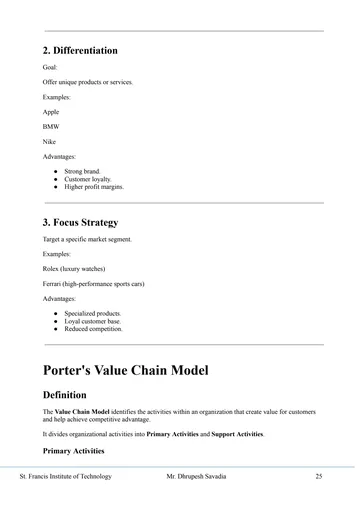 2. Differentiation
Goal:
Offer unique products or services.
Examples:
Apple
BMW
Nike
Advantages:
● Strong brand.
● Customer loyalty.
● Higher profit margins.
3. Focus Strategy
Target a specific market segment.
Examples:
Rolex (luxury watches)
Ferrari (high-performance sports cars)
Advantages:
● Specialized products.
● Loyal customer base.
● Reduced competition.
Porter's Value Chain Model
Definition
The Value Chain Model identifies the activities within an organization that create value for customers
and help achieve competitive advantage.
It divides organizational activities into Primary Activities and Support Activities.
Primary Activities
St. Francis Institute of Technology Mr. Dhrupesh Savadia 25